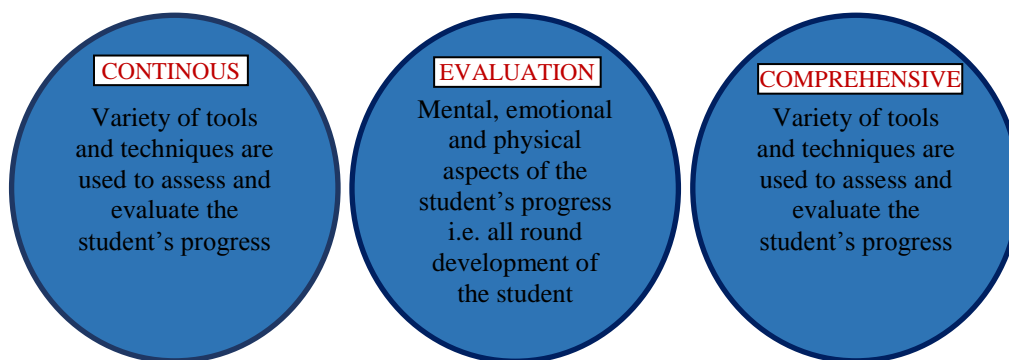 CONTINOUS
Variety of tools
and techniques are
used to assess and
evaluate the
student's progress
EVALUATION
Mental, emotional
and physical
aspects of the
student's progress
i.e. all round
development of
the student
COMPREHENSIVE
Variety of tools
and techniques are
used to assess and
evaluate the
student's progress